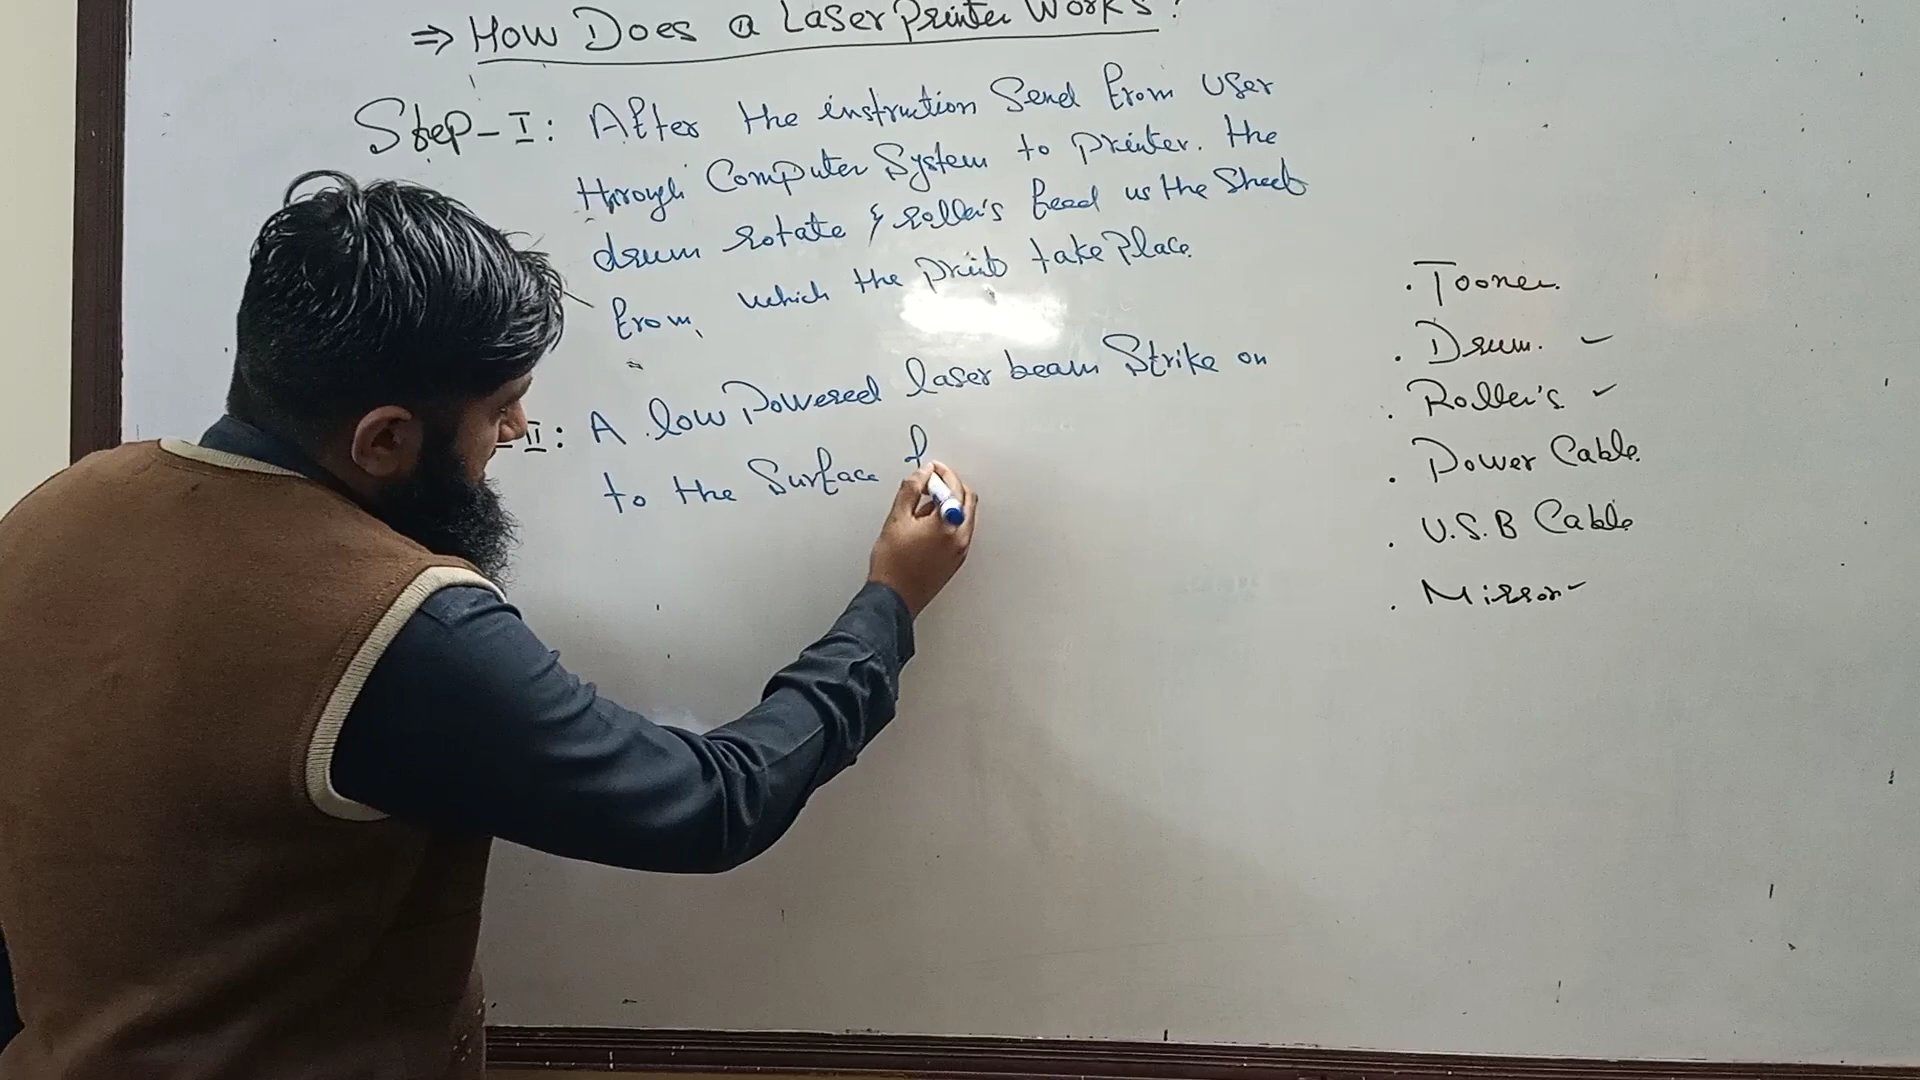 ⇒ How Does a Laser Printer Works?
Step-I: After the instruction Send from User
through Computer System to printer. the
drum rotate & roller's feed us the Sheet
from, which the print take place.
-II: A low Powered laser beam Strike on
to the Surface
. Tooner.
. Drum. ✓
. Roller's ✓
. Power Cable.
. U.S.B Cable
. Mirror-